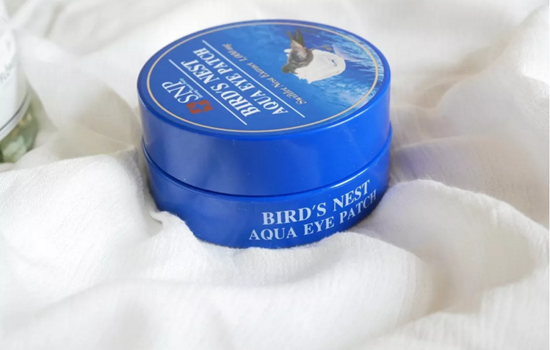 SNP
BIRD'S NEST
AQUA EYE PATCH
BIRD'S NEST
AQUA EYE PATCH